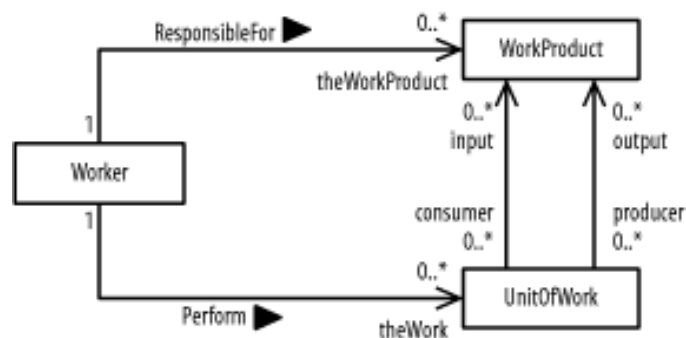 ResponsibleFor
0..*
WorkProduct
theWorkProduct
1
0..*
0..*
input
output
Worker
1
consumer
producer
0..*
0..*
0..*
UnitOfWork
Perform
theWork